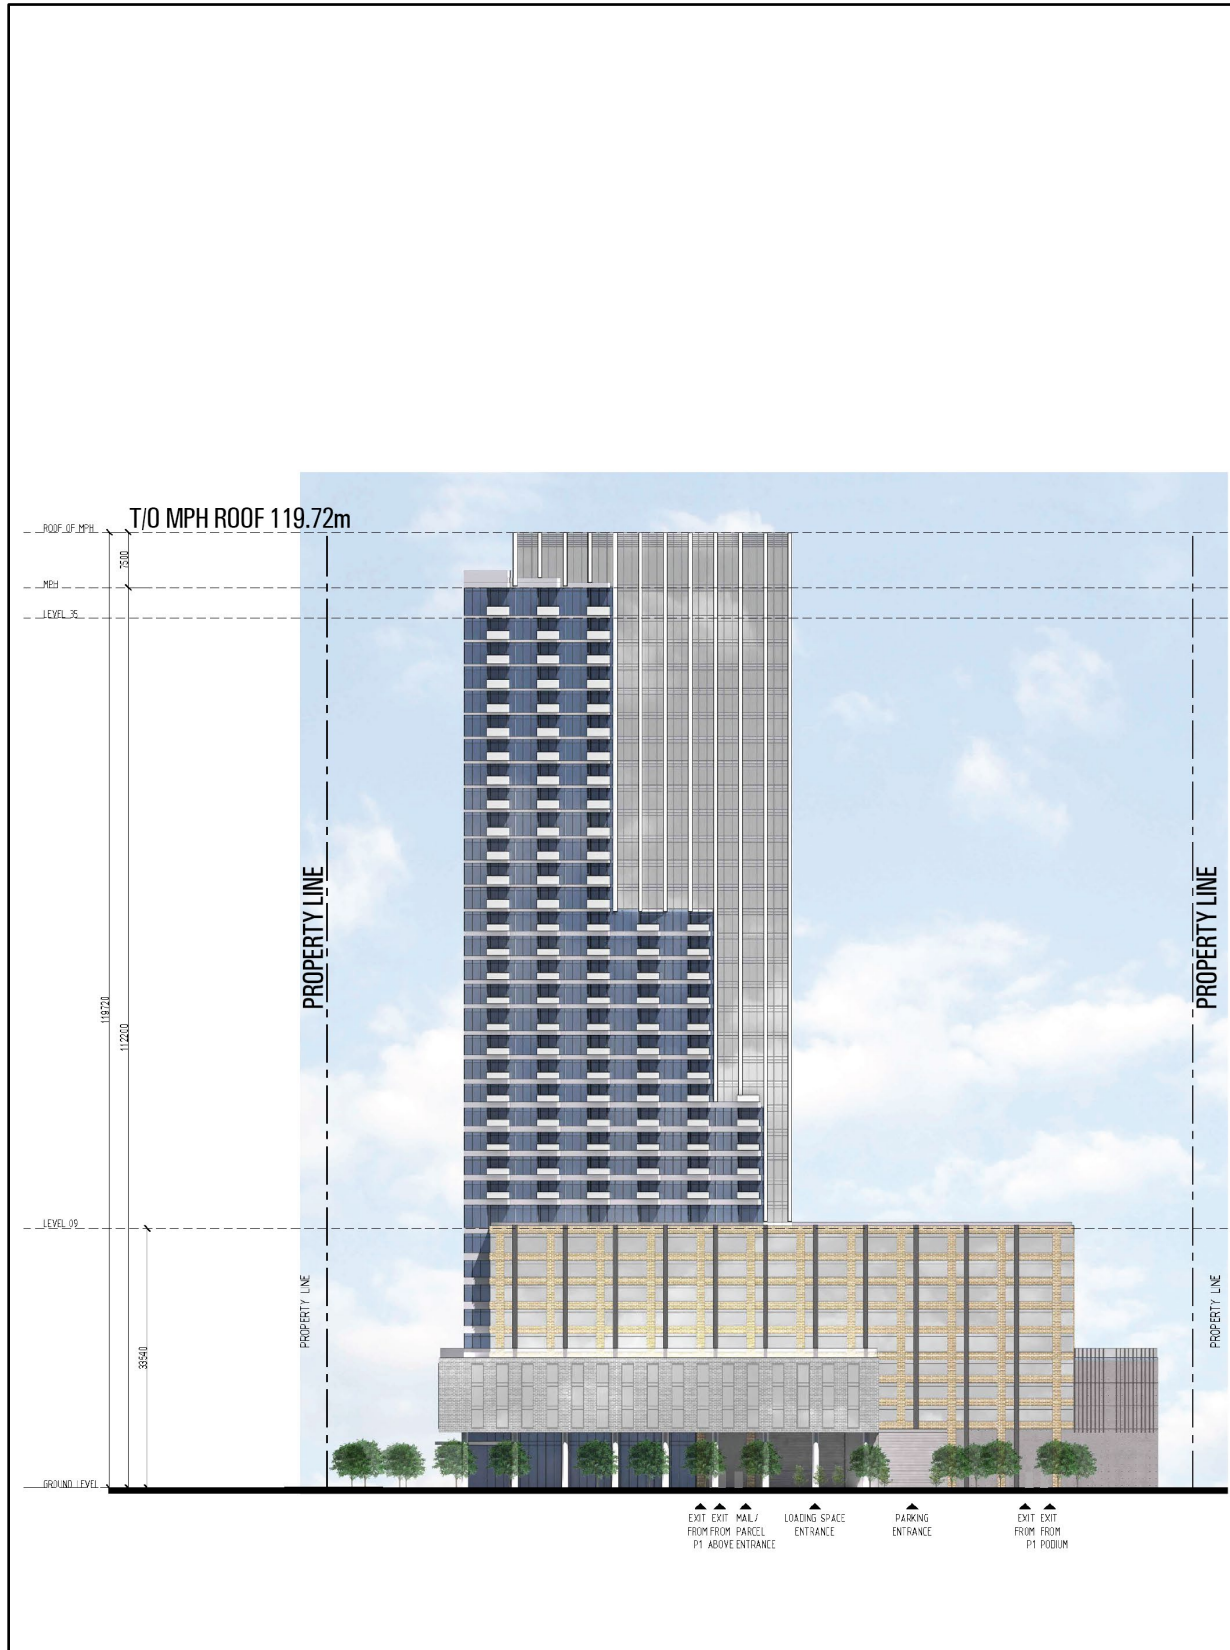 T/O MPH ROOF 119.72m
ROOF OF MPH
7500
MPH
LEVEL 35
PROPERTY LINE
PROPERTY LINE
119720
112200
LEVEL 09
PROPERTY LINE
PROPERTY LINE
33540
GROUND LEVEL
EXIT
FROM
P1
EXIT
FROM
ABOVE
MAIL/
PARCEL
ENTRANCE
LOADING SPACE
ENTRANCE
PARKING
ENTRANCE
EXIT
FROM
P1
EXIT
FROM
PODIUM